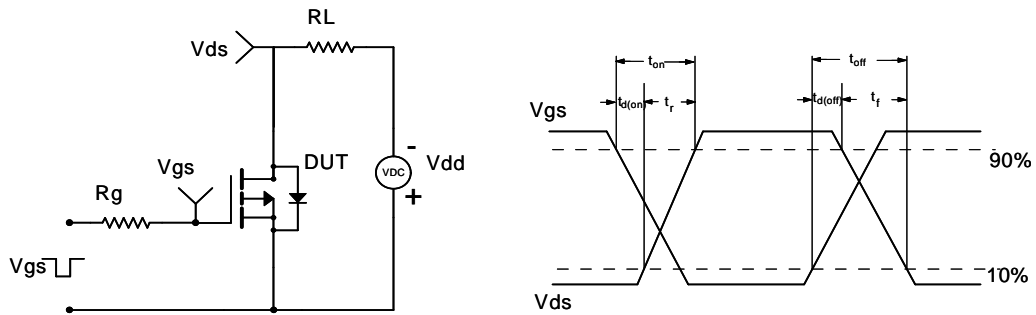 RL
Vds
Vgs
DUT
-
VDC
Vdd
+
Rg
Vgs
ton
toff
td(on)
tr
td(off)
tf
Vgs
90%
10%
Vds